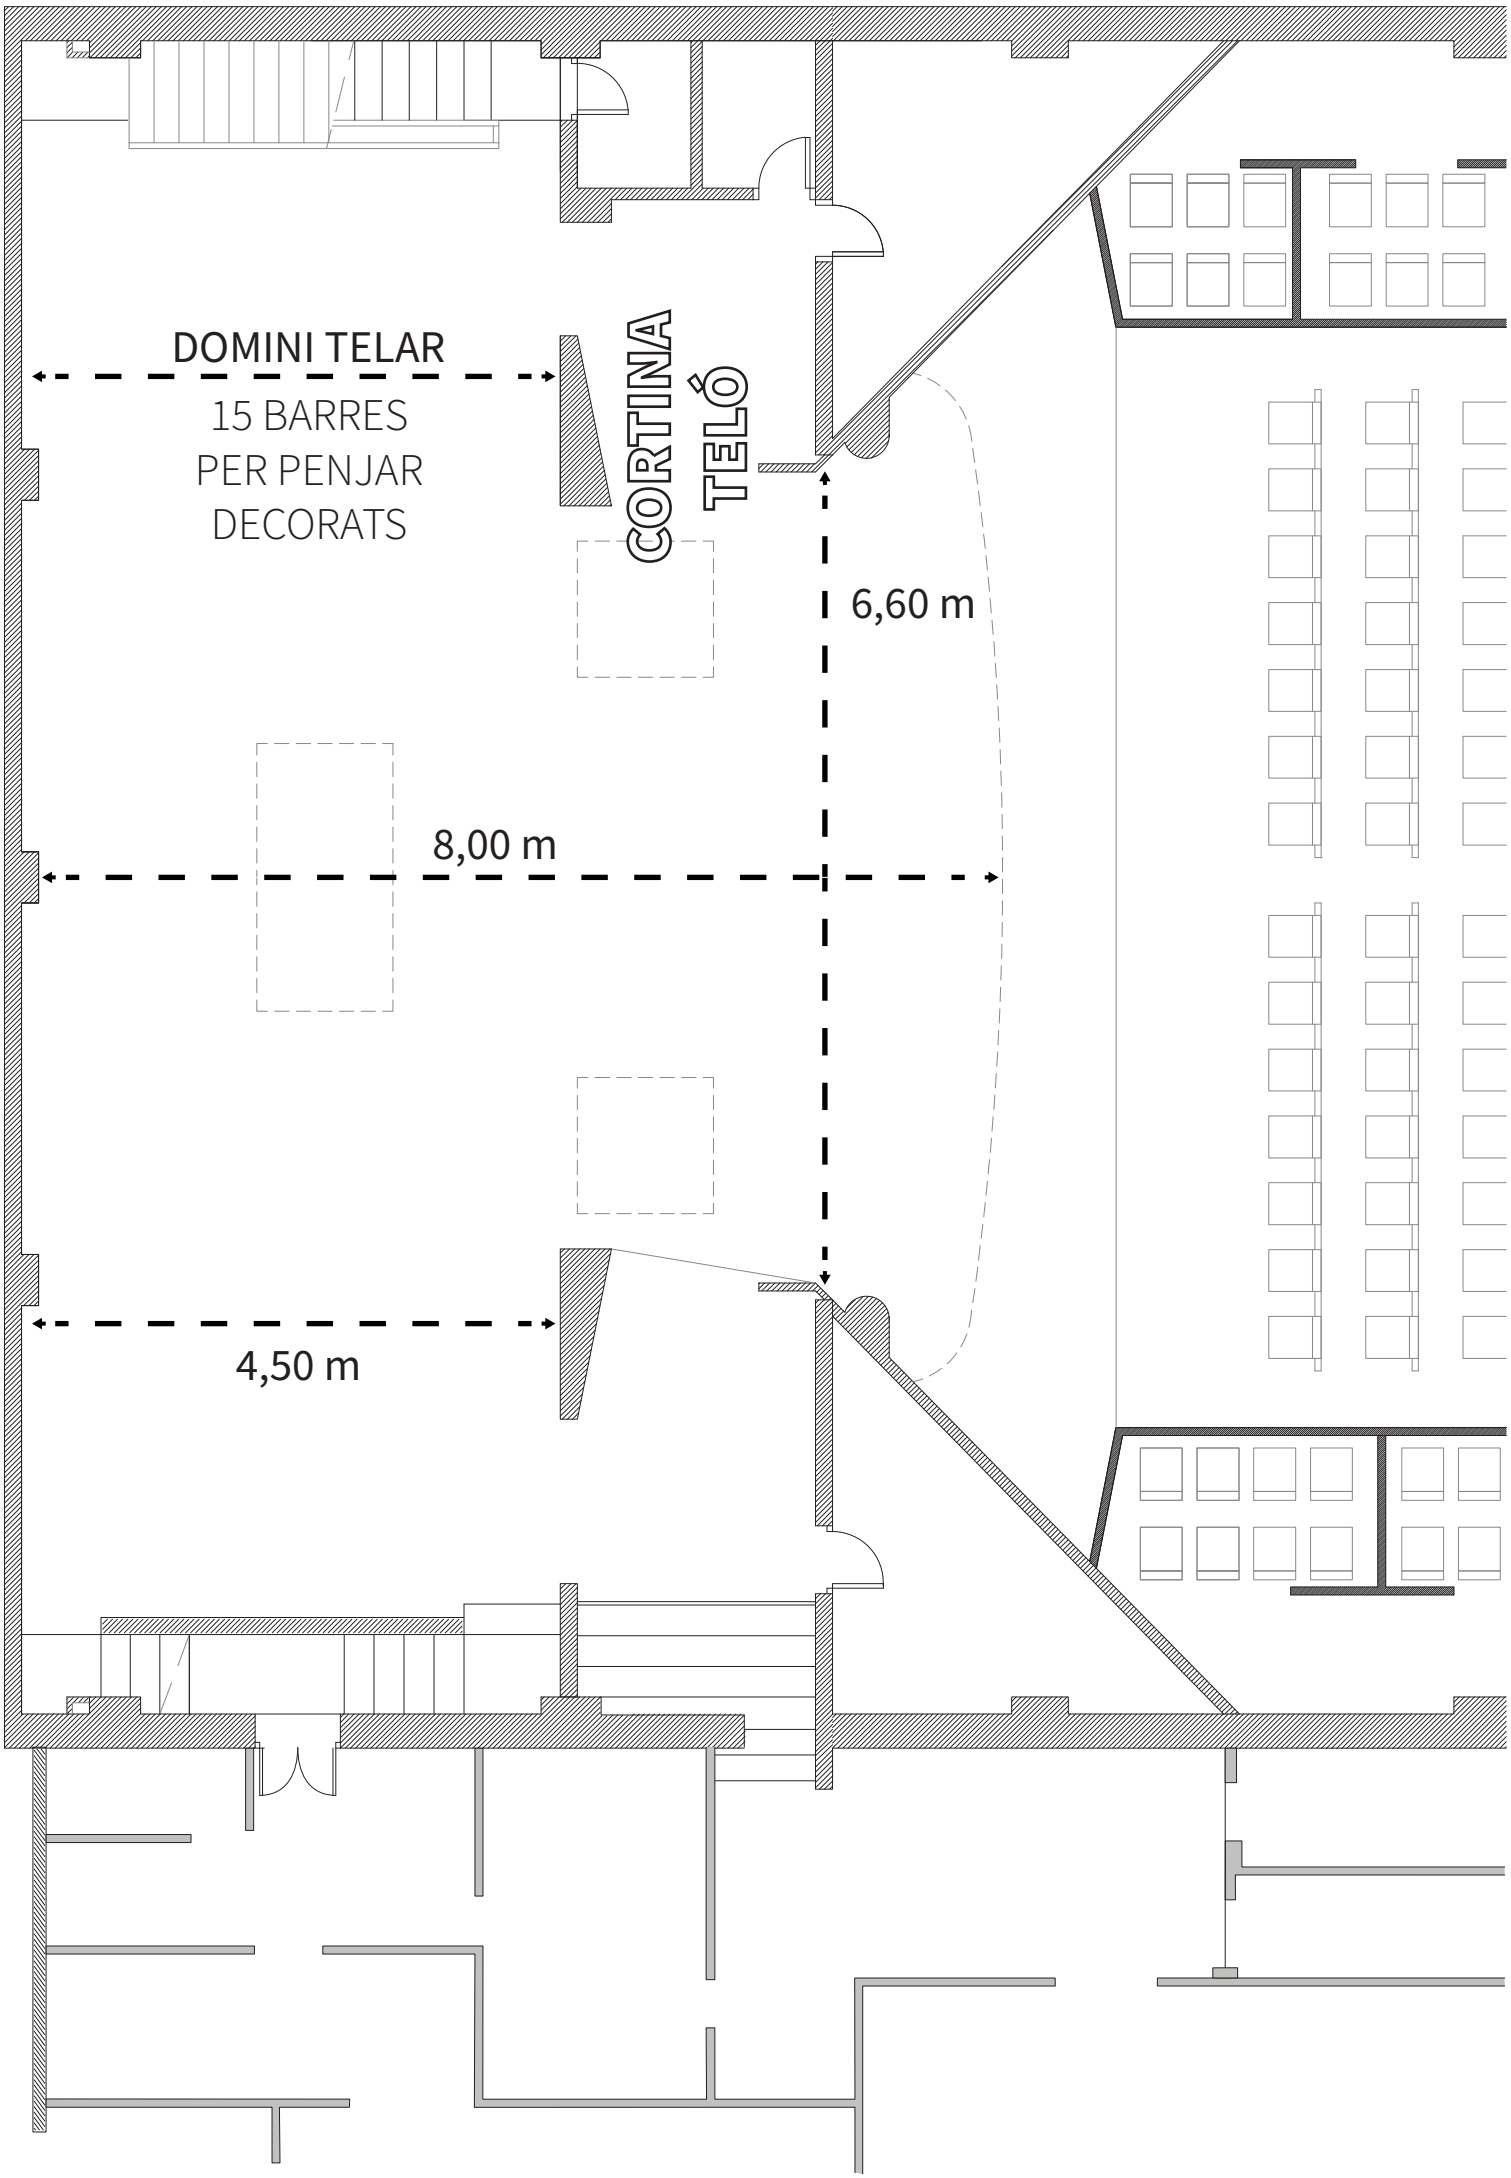 DOMINI TELAR
15 BARRES
PER PENJAR
DECORATS
CORTINA
TELÓ
6,60 m
8,00 m
4,50 m